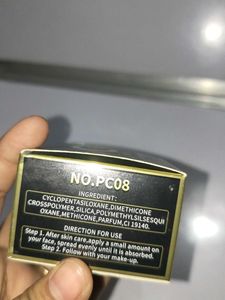 NO.PC08
CYCLOPENTASILOXANE,DIMETHICONE
CROSSPOLYMER,SILICA,POLYMETHYLSILSESQUI
OXANE,METHICONE,PARFUM,CI 19140.
DIRECTION FOR USE
Step 1. After skin care,apply a small amount on
your face, spread evenly until it is absorbed.
Step 2. Follow with your make-up.